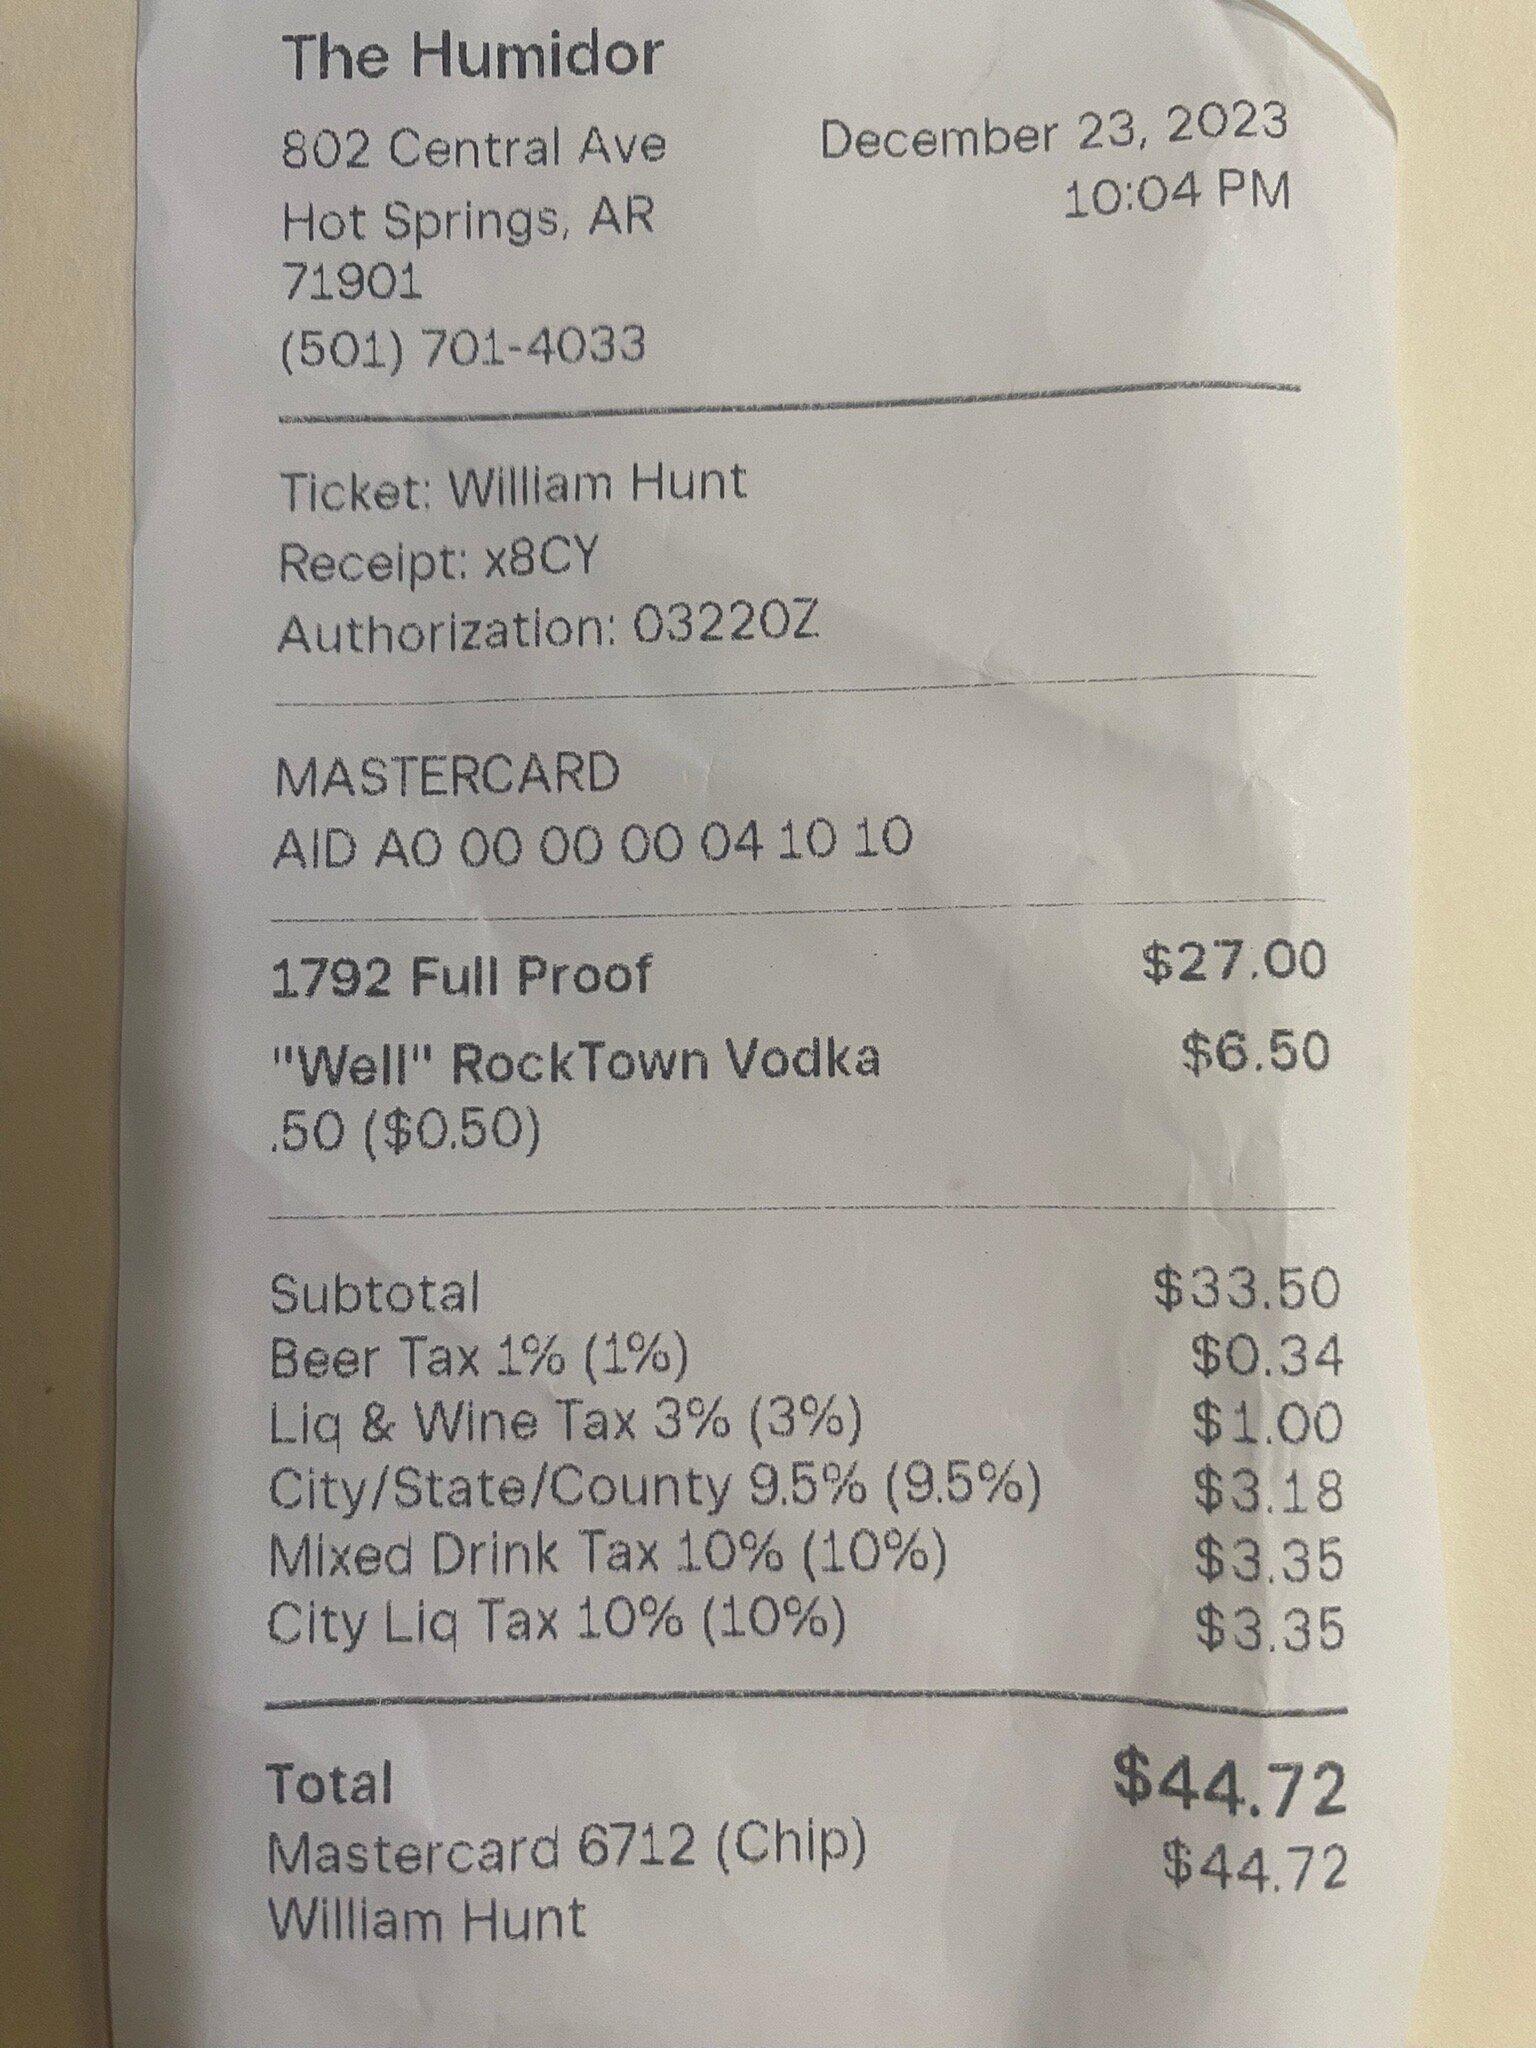 The Humidor
802 Central Ave
Hot Springs, AR
71901
(501) 701-4033
December 23, 2023
10:04 PM
Ticket: William Hunt
Receipt: x8CY
Authorization: 03220Z
MASTERCARD
AID A0 00 00 00 04 10 10
1792 Full Proof $27.00
"Well" RockTown Vodka $6.50
.50 ($0.50)
Subtotal $33.50
Beer Tax 1% (1%) $0.34
Liq & Wine Tax 3% (3%) $1.00
City/State/County 9.5% (9.5%) $3.18
Mixed Drink Tax 10% (10%) $3.35
City Liq Tax 10% (10%) $3.35
Total $44.72
Mastercard 6712 (Chip) $44.72
William Hunt